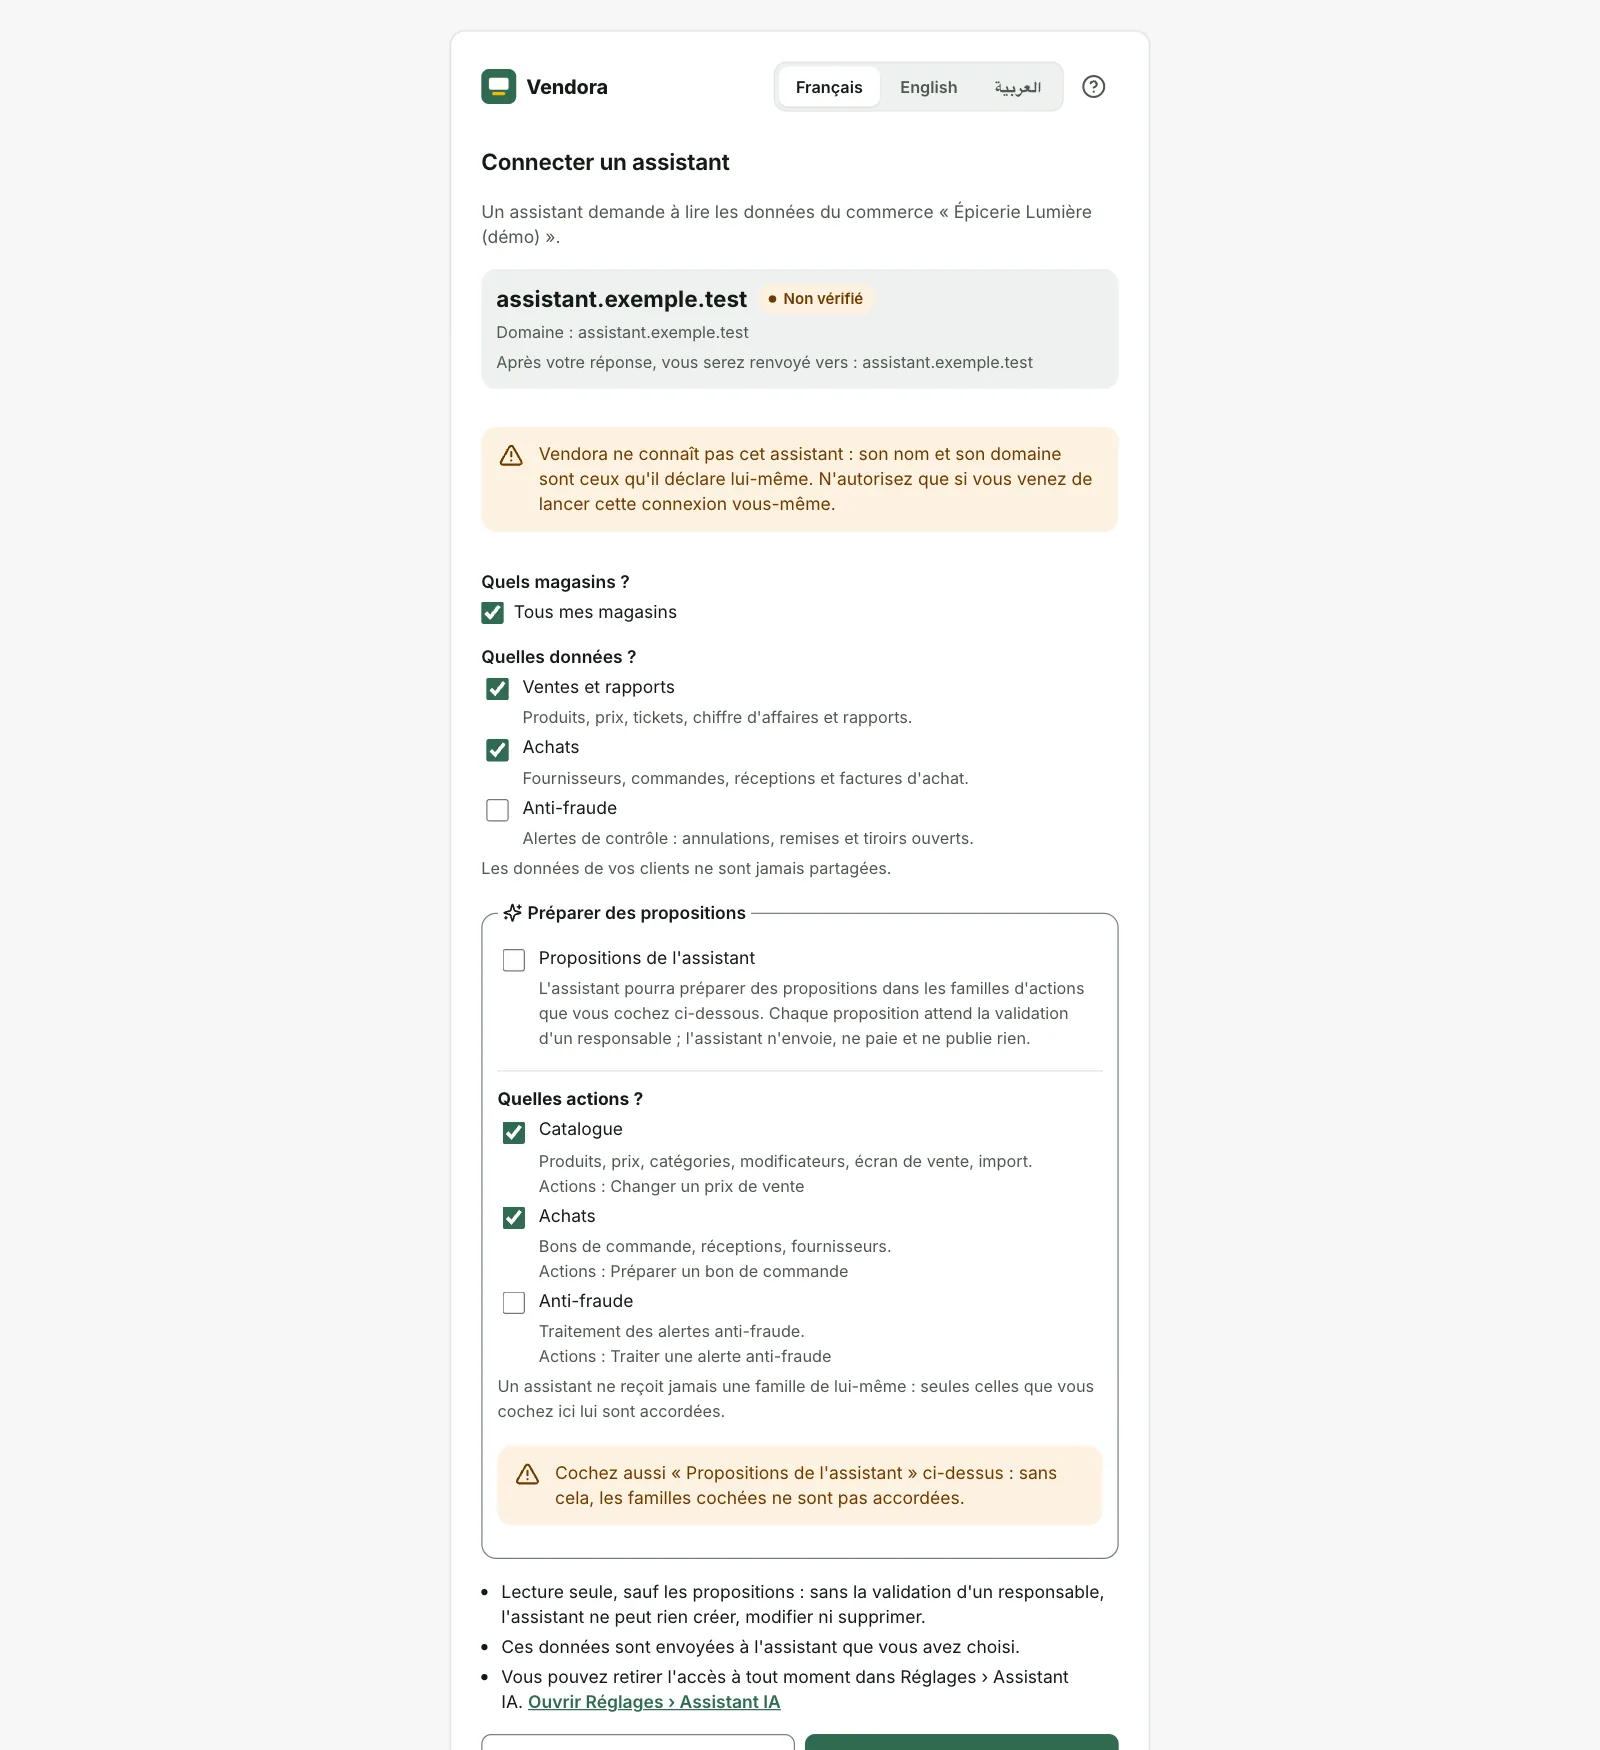 Vendora
Français
English
العربية
Connecter un assistant
Un assistant demande à lire les données du commerce « Épicerie Lumière
(démo) ».
assistant.exemple.test
Non vérifié
Domaine : assistant.exemple.test
Après votre réponse, vous serez renvoyé vers : assistant.exemple.test
Vendora ne connaît pas cet assistant : son nom et son domaine
sont ceux qu'il déclare lui-même. N'autorisez que si vous venez de
lancer cette connexion vous-même.
Quels magasins ?
Tous mes magasins
Quelles données ?
Ventes et rapports
Produits, prix, tickets, chiffre d'affaires et rapports.
Achats
Fournisseurs, commandes, réceptions et factures d'achat.
Anti-fraude
Alertes de contrôle : annulations, remises et tiroirs ouverts.
Les données de vos clients ne sont jamais partagées.
Préparer des propositions
Propositions de l'assistant
L'assistant pourra préparer des propositions dans les familles d'actions
que vous cochez ci-dessous. Chaque proposition attend la validation
d'un responsable ; l'assistant n'envoie, ne paie et ne publie rien.
Quelles actions ?
Catalogue
Produits, prix, catégories, modificateurs, écran de vente, import.
Actions : Changer un prix de vente
Achats
Bons de commande, réceptions, fournisseurs.
Actions : Préparer un bon de commande
Anti-fraude
Traitement des alertes anti-fraude.
Actions : Traiter une alerte anti-fraude
Un assistant ne reçoit jamais une famille de lui-même : seules celles que vous
cochez ici lui sont accordées.
Cochez aussi « Propositions de l'assistant » ci-dessus : sans
cela, les familles cochées ne sont pas accordées.
• Lecture seule, sauf les propositions : sans la validation d'un responsable,
l'assistant ne peut rien créer, modifier ni supprimer.
• Ces données sont envoyées à l'assistant que vous avez choisi.
• Vous pouvez retirer l'accès à tout moment dans Réglages › Assistant
IA. Ouvrir Réglages › Assistant IA